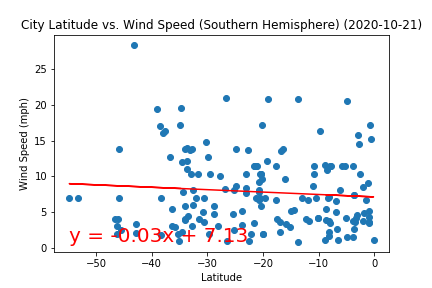 City Latitude vs. Wind Speed (Southern Hemisphere) (2020-10-21)
25
20
15
10
5
0
Wind Speed (mph)
y = -0.03x + 7.13
−50 −40 −30 −20 −10 0
Latitude